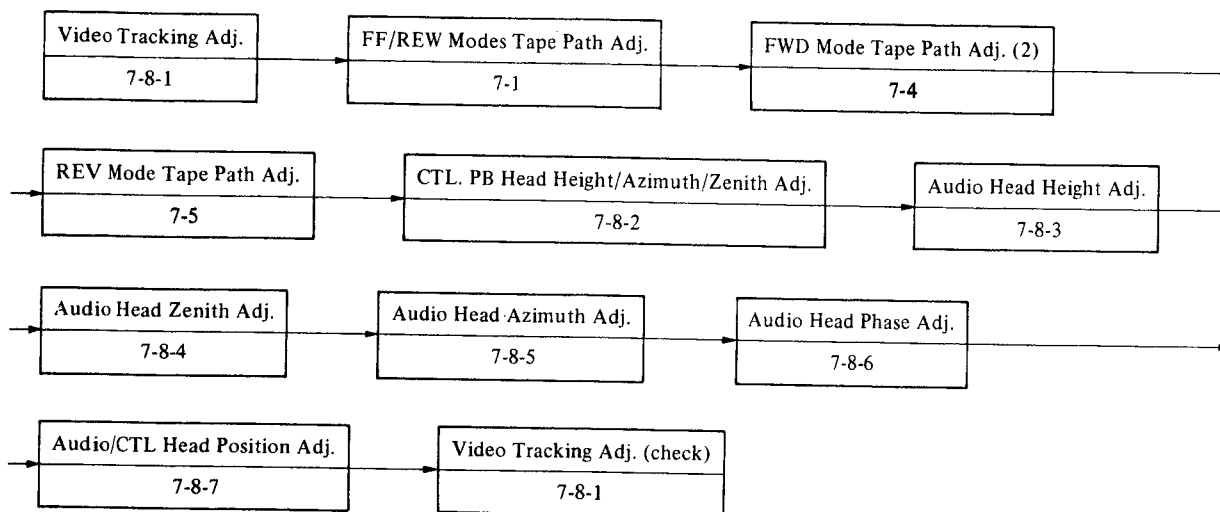 Video Tracking Adj.
7-8-1
FF/REW Modes Tape Path Adj.
7-1
FWD Mode Tape Path Adj. (2)
7-4
REV Mode Tape Path Adj.
7-5
CTL. PB Head Height/Azimuth/Zenith Adj.
7-8-2
Audio Head Height Adj.
7-8-3
Audio Head Zenith Adj.
7-8-4
Audio Head Azimuth Adj.
7-8-5
Audio Head Phase Adj.
7-8-6
Audio/CTL Head Position Adj.
7-8-7
Video Tracking Adj. (check)
7-8-1